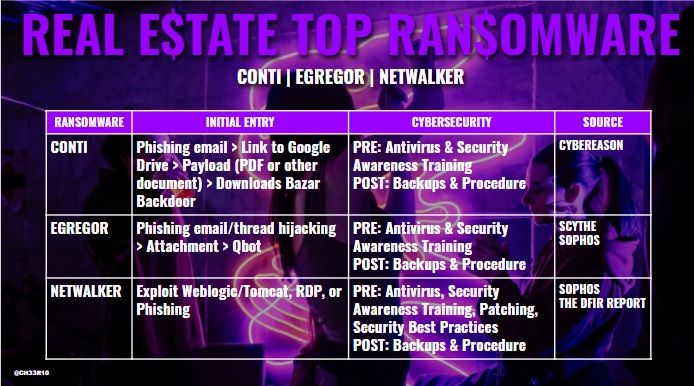 REAL E$TATE TOP RAN$OMWARE
CONTI | EGREGOR | NETWALKER
RANSOMWARE INITIAL ENTRY CYBERSECURITY SOURCE
CONTI
Phishing email > Link to Google
Drive > Payload (PDF or other
document) > Downloads Bazar
Backdoor
PRE: Antivirus & Security
Awareness Training
POST: Backups & Procedure
CYBEREASON
EGREGOR
Phishing email/thread hijacking
> Attachment > Qbot
PRE: Antivirus & Security
Awareness Training
POST: Backups & Procedure
SCYTHE
SOPHOS
NETWALKER
Exploit Weblogic/Tomcat, RDP, or
Phishing
PRE: Antivirus, Security
Awareness Training, Patching,
Security Best Practices
POST: Backups & Procedure
SOPHOS
THE DFIR REPORT
@CH33R10